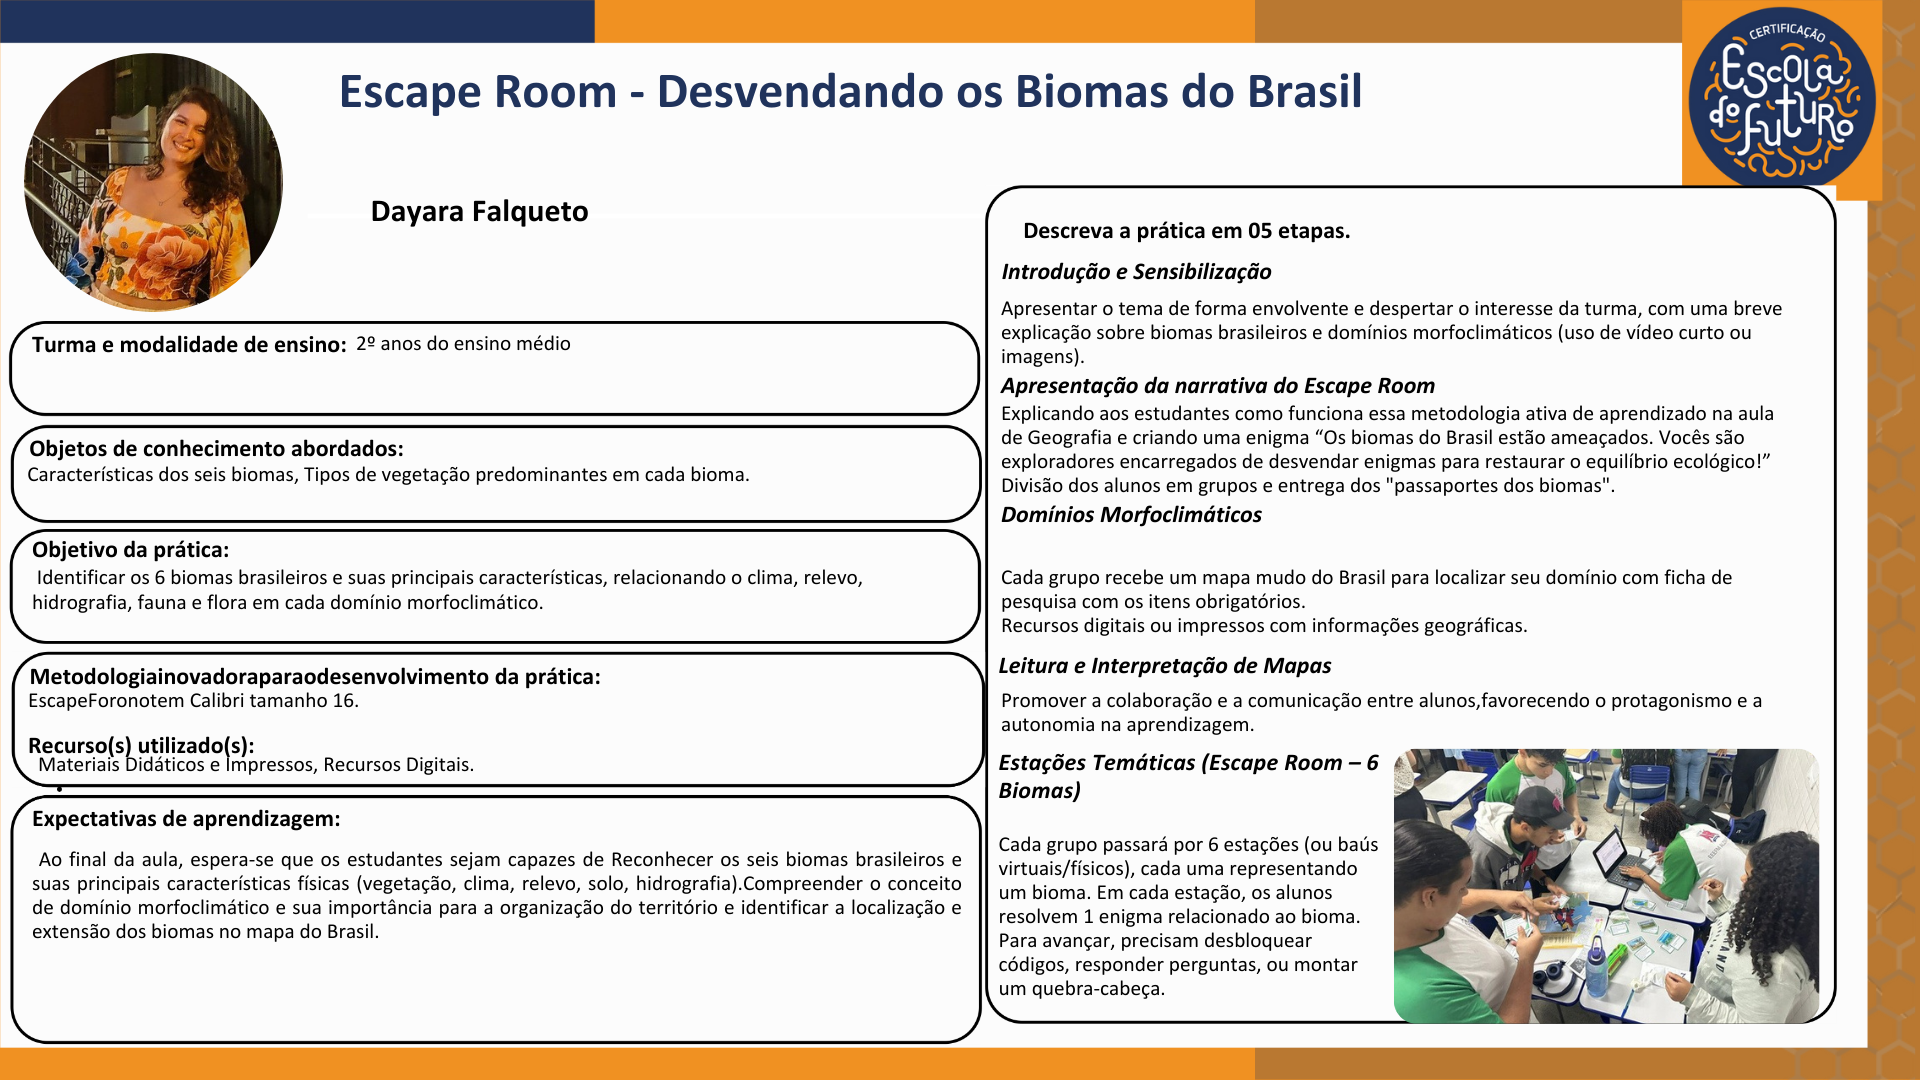 Escape Room - Desvendando os Biomas do Brasil
CERTIFICAÇÃO
Escola
do
Futuro
Dayara Falqueto
Turma e modalidade de ensino: 2º anos do ensino médio
Objetos de conhecimento abordados:
Características dos seis biomas, Tipos de vegetação predominantes em cada bioma.
Objetivo da prática:
Identificar os 6 biomas brasileiros e suas principais características, relacionando o clima, relevo,
hidrografia, fauna e flora em cada domínio morfoclimático.
Metodologiainovadoraparaodesenvolvimento da prática:
EscapeForonotem Calibri tamanho 16.
Recurso(s) utilizado(s):
Materiais Didáticos e Impressos, Recursos Digitais.
.
Expectativas de aprendizagem:
Ao final da aula, espera-se que os estudantes sejam capazes de Reconhecer os seis biomas brasileiros e
suas principais características físicas (vegetação, clima, relevo, solo, hidrografia).Compreender o conceito
de domínio morfoclimático e sua importância para a organização do território e identificar a localização e
extensão dos biomas no mapa do Brasil.
Descreva a prática em 05 etapas.
Introdução e Sensibilização
Apresentar o tema de forma envolvente e despertar o interesse da turma, com uma breve
explicação sobre biomas brasileiros e domínios morfoclimáticos (uso de vídeo curto ou
imagens).
Apresentação da narrativa do Escape Room
Explicando aos estudantes como funciona essa metodologia ativa de aprendizado na aula
de Geografia e criando uma enigma “Os biomas do Brasil estão ameaçados. Vocês são
exploradores encarregados de desvendar enigmas para restaurar o equilíbrio ecológico!”
Divisão dos alunos em grupos e entrega dos "passaportes dos biomas".
Domínios Morfoclimáticos
Cada grupo recebe um mapa mudo do Brasil para localizar seu domínio com ficha de
pesquisa com os itens obrigatórios.
Recursos digitais ou impressos com informações geográficas.
Leitura e Interpretação de Mapas
Promover a colaboração e a comunicação entre alunos,favorecendo o protagonismo e a
autonomia na aprendizagem.
Estações Temáticas (Escape Room – 6
Biomas)
Cada grupo passará por 6 estações (ou baús
virtuais/físicos), cada uma representando
um bioma. Em cada estação, os alunos
resolvem 1 enigma relacionado ao bioma.
Para avançar, precisam desbloquear
códigos, responder perguntas, ou montar
um quebra-cabeça.